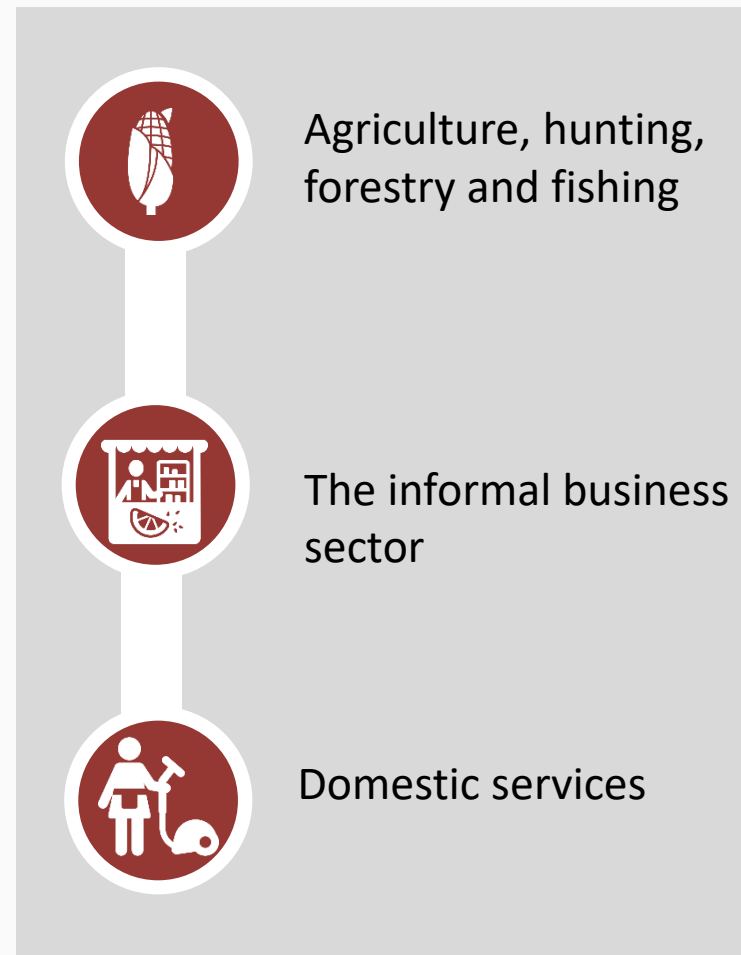 Agriculture, hunting,
forestry and fishing
The informal business
sector
Domestic services